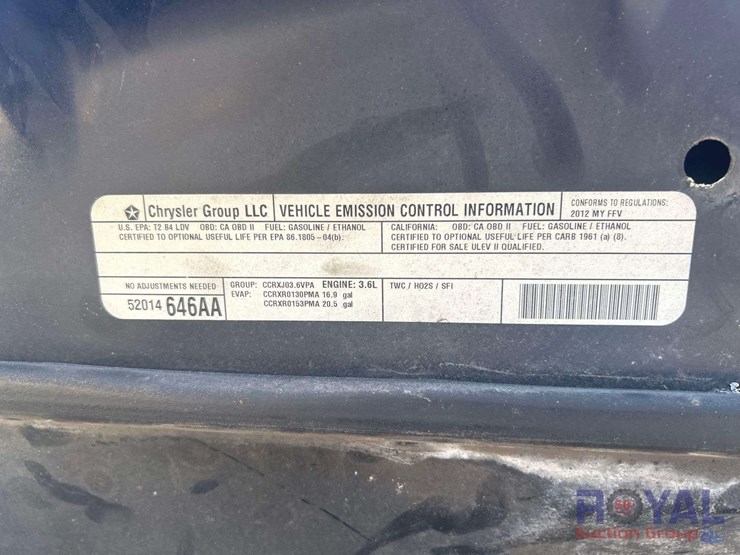 Chrysler Group LLC
VEHICLE EMISSION CONTROL INFORMATION
CONFORMS TO REGULATIONS:
2012 MY FFV
U.S. EPA: T2 B4 LDV OBD: CA OBD II FUEL: GASOLINE / ETHANOL
CERTIFIED TO OPTIONAL USEFUL LIFE PER EPA 86.1805-04(b).
CALIFORNIA: OBD: CA OBD II FUEL: GASOLINE / ETHANOL
CERTIFIED TO OPTIONAL USEFUL LIFE PER CARB 1961 (a) (8).
CERTIFIED FOR SALE ULEV II QUALIFICATION.
NO ADJUSTMENTS NEEDED
52014 646AA
GROUP: CCRXJ03.6VPA ENGINE: 3.6L
EVAP: CCRXR0130PMA 16.9 gal
CCRXR0153PMA 20.5 gal
TWC / HO2S / SFI
ROYAL
Auction Group